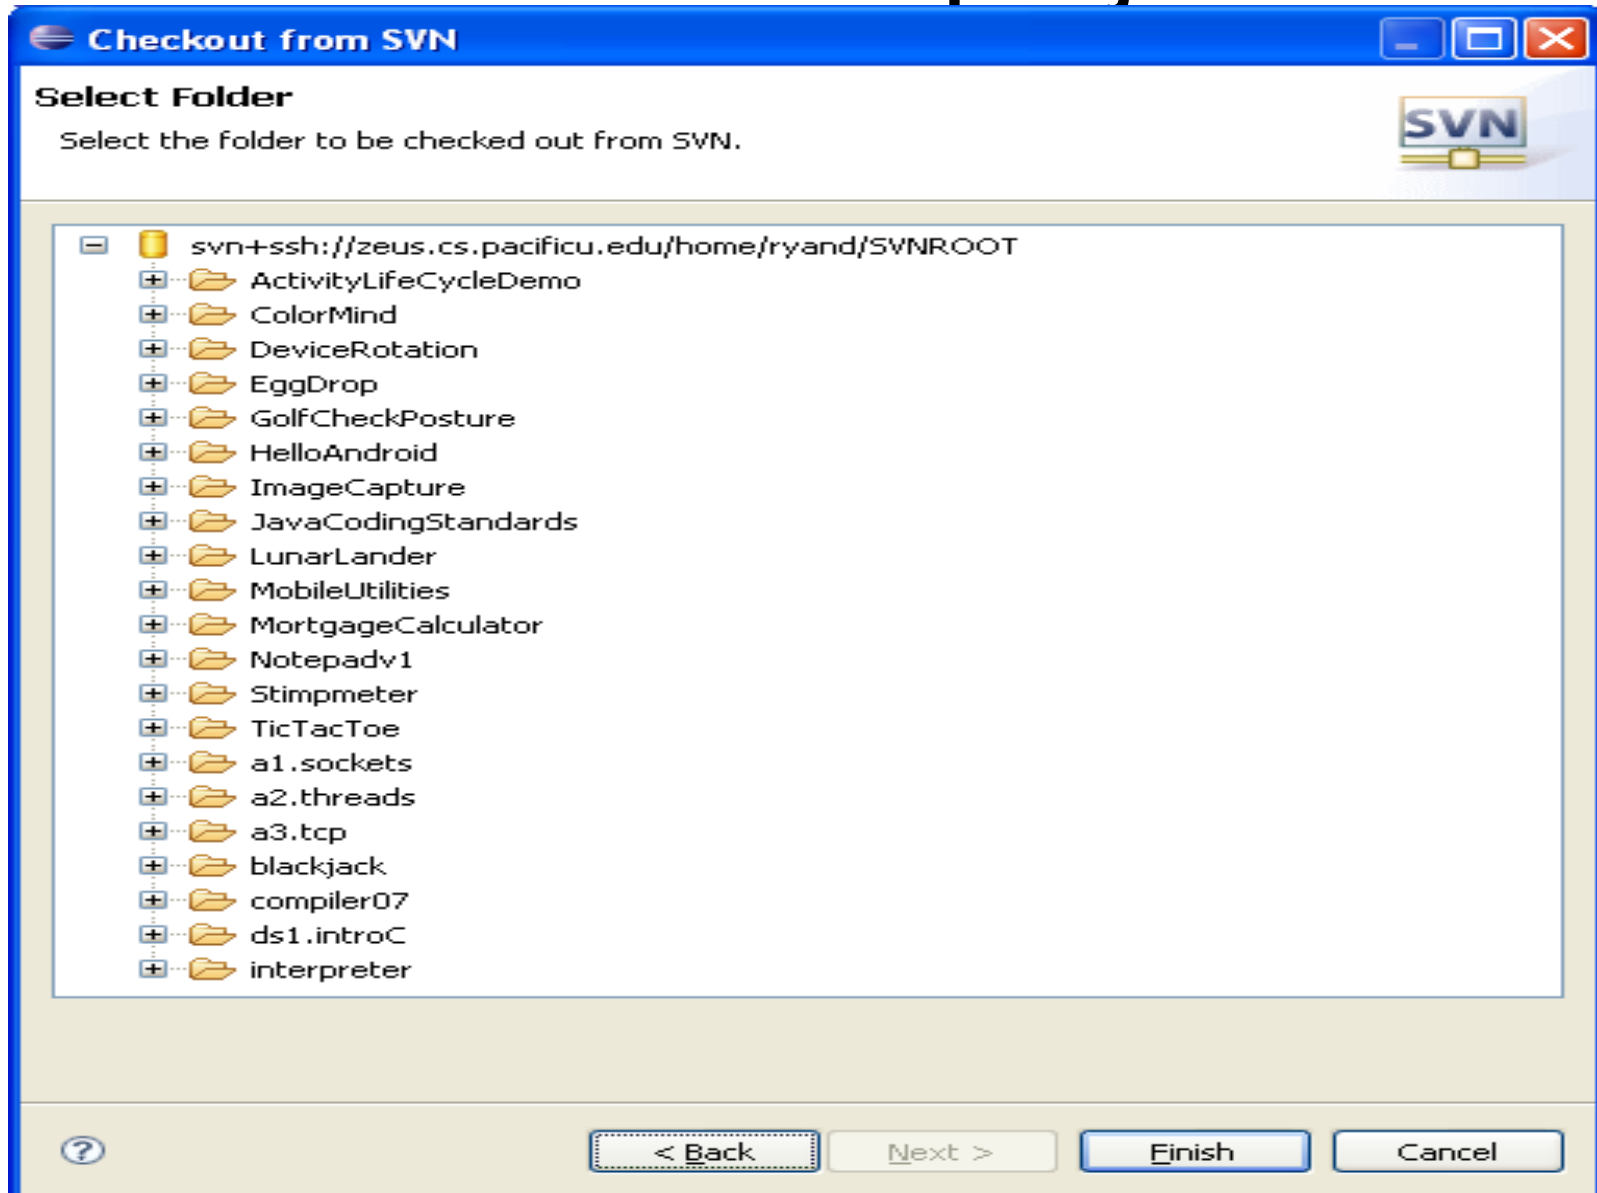 Checkout from SVN
Select Folder
Select the folder to be checked out from SVN.
SVN
svn+ssh://zeus.cs.pacificu.edu/home/ryand/SVNROOT
ActivityLifeCycleDemo
ColorMind
DeviceRotation
EggDrop
GolfCheckPosture
HelloAndroid
ImageCapture
JavaCodingStandards
LunarLander
MobileUtilities
MortgageCalculator
Notepadv1
Stimpmeter
TicTacToe
a1.sockets
a2.threads
a3.tcp
blackjack
compiler07
ds1.introC
interpreter
< Back Next > Finish Cancel